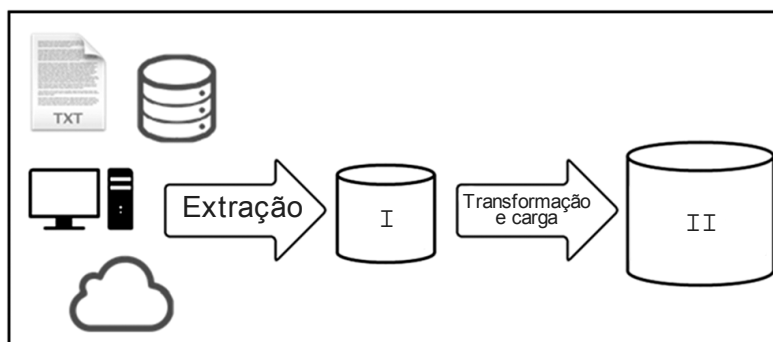 TXT
Extração
I
Transformação
e carga
II